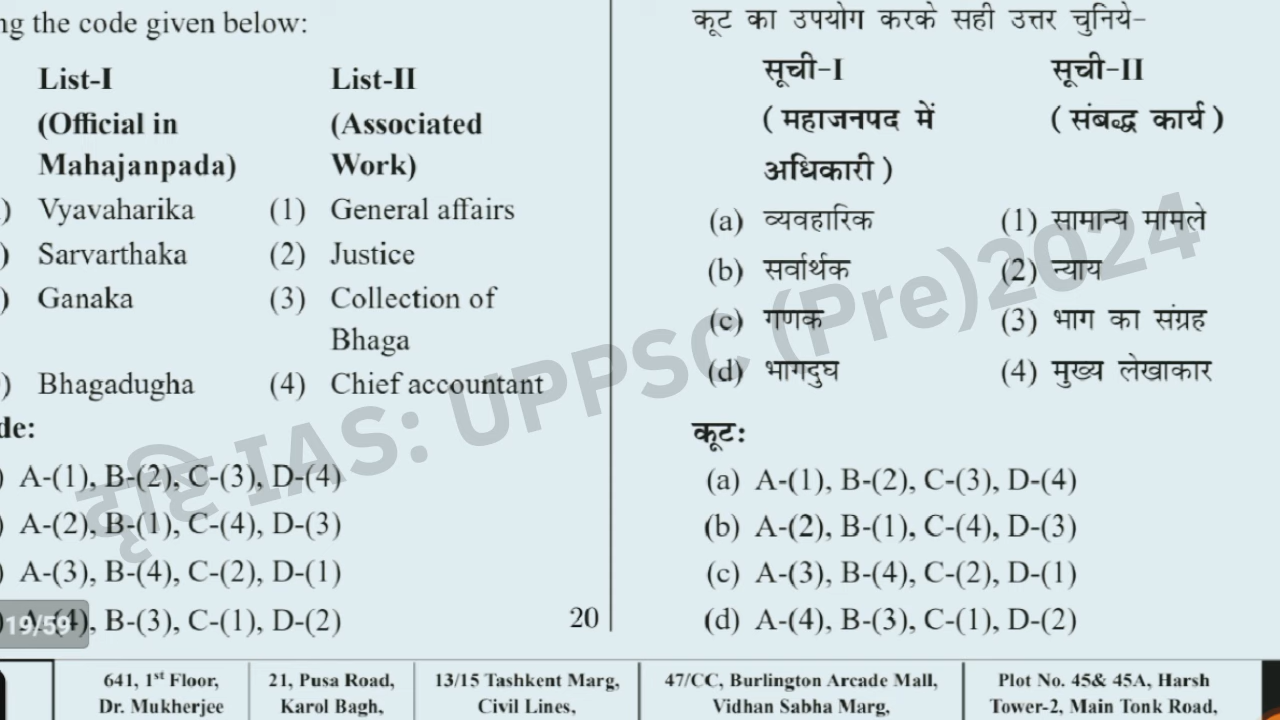 ng the code given below:
List-I List-II
(Official in (Associated
Mahajanpada) Work)
) Vyavaharika (1) General affairs
) Sarvarthaka (2) Justice
) Ganaka (3) Collection of
Bhaga
) Bhagadugha (4) Chief accountant
de:
) A-(1), B-(2), C-(3), D-(4)
) A-(2), B-(1), C-(4), D-(3)
) A-(3), B-(4), C-(2), D-(1)
) A-(4), B-(3), C-(1), D-(2)
19/59
20
कूट का उपयोग करके सही उत्तर चुनिये–
सूची-I सूची-II
( महाजनपद में ( संबद्ध कार्य )
अधिकारी )
(a) व्यवहारिक (1) सामान्य मामले
(b) सर्वार्थक (2) न्याय
(c) गणक (3) भाग का संग्रह
(d) भागदुघ (4) मुख्य लेखाकार
कूट:
(a) A-(1), B-(2), C-(3), D-(4)
(b) A-(2), B-(1), C-(4), D-(3)
(c) A-(3), B-(4), C-(2), D-(1)
(d) A-(4), B-(3), C-(1), D-(2)
IAS: UPPSC (Pre)2024
641, 1st Floor, 21, Pusa Road, 13/15 Tashkent Marg, 47/CC, Burlington Arcade Mall, Plot No. 45& 45A, Harsh
Dr. Mukherjee Karol Bagh, Civil Lines, Vidhan Sabha Marg, Tower-2, Main Tonk Road,